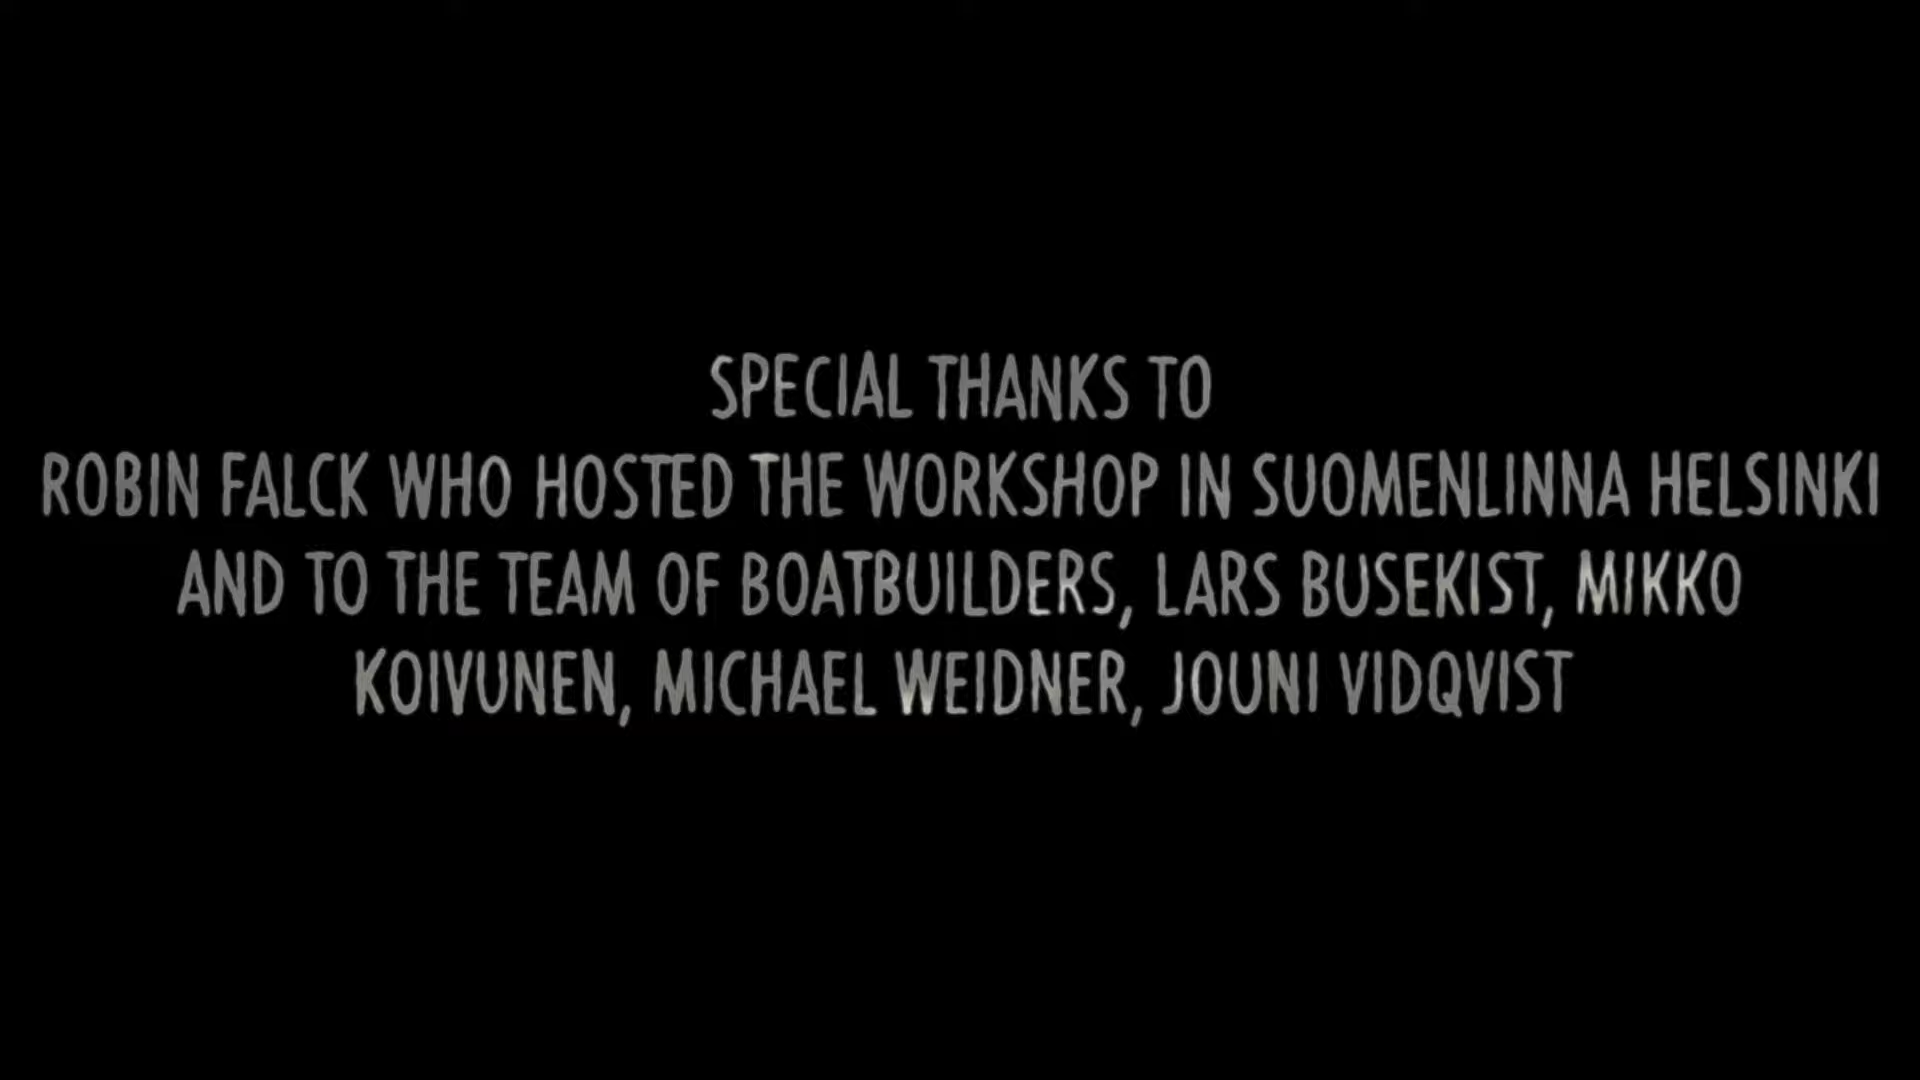 SPECIAL THANKS TO
ROBIN FALCK WHO HOSTED THE WORKSHOP IN SUOMENLINNA HELSINKI
AND TO THE TEAM OF BOATBUILDERS, LARS BUSEKIST, MIKKO
KOIVUNEN, MICHAEL WEIDNER, JOUNI VIDQVIST